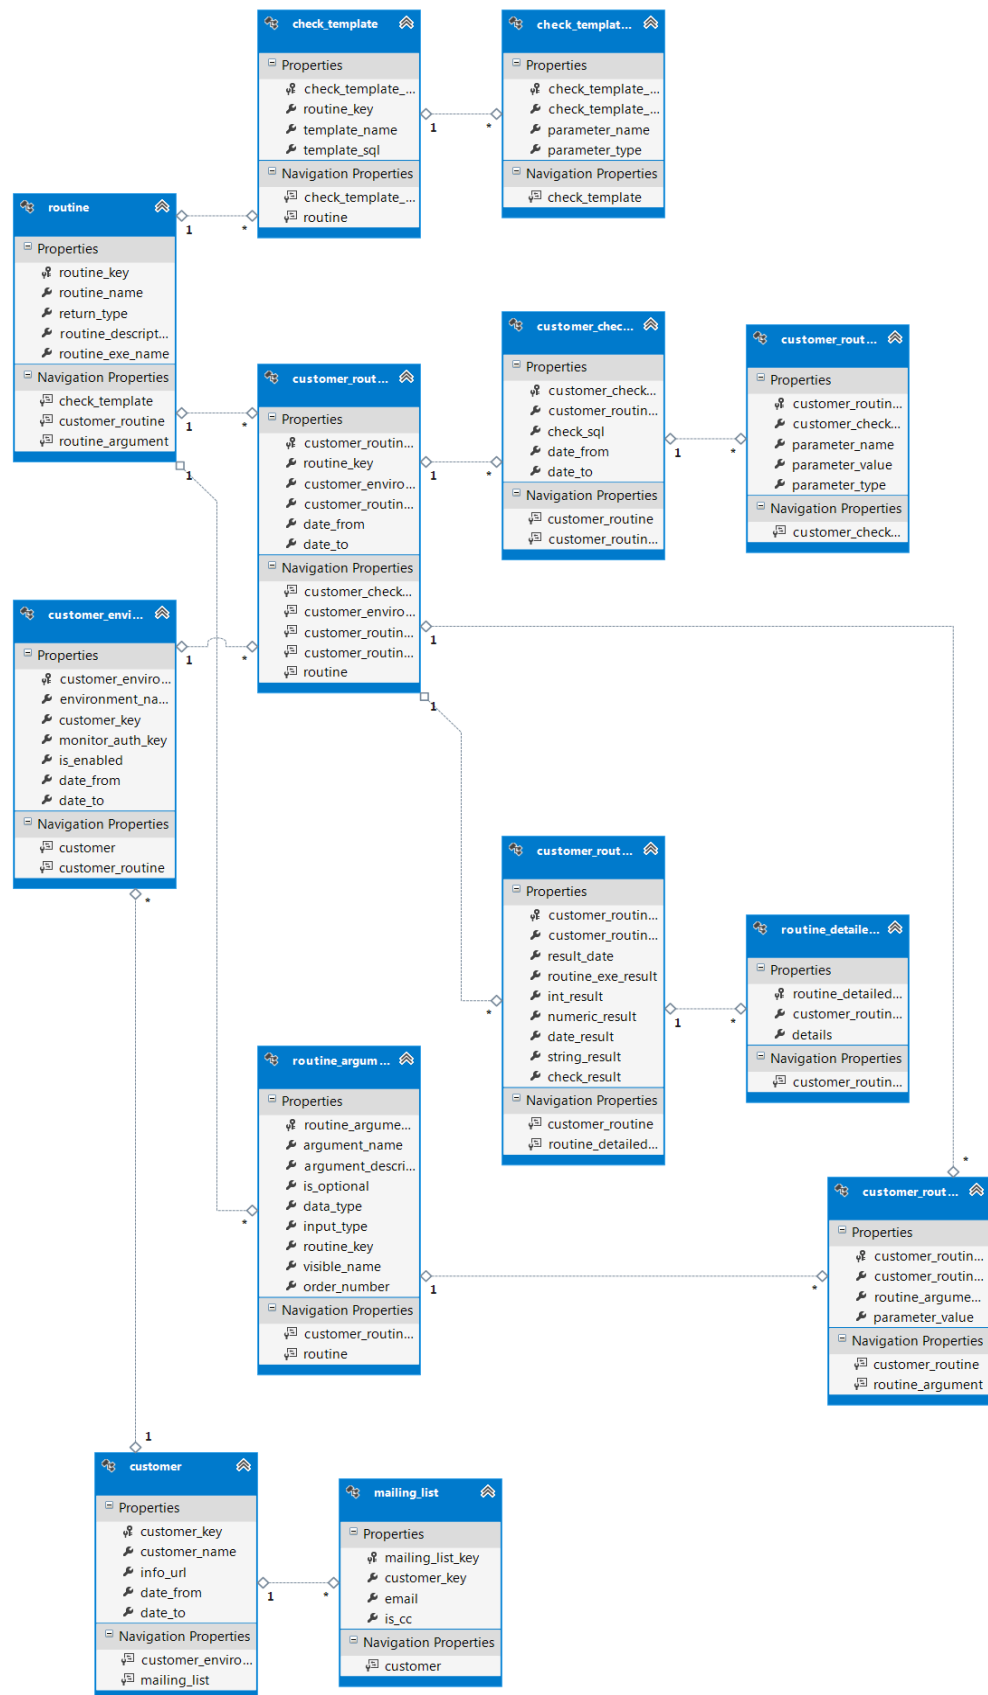 check_template
Properties
check_template_...
routine_key
template_name
template_sql
Navigation Properties
check_template_...
routine
1
*
check_templat...
Properties
check_template_...
check_template_...
parameter_name
parameter_type
Navigation Properties
check_template
routine
Properties
routine_key
routine_name
return_type
routine_descript...
routine_exe_name
Navigation Properties
check_template
customer_routine
routine_argument
1
*
1
*
1
*
customer_rout...
Properties
customer_routin...
routine_key
customer_enviro...
customer_routin...
date_from
date_to
Navigation Properties
customer_check...
customer_enviro...
customer_routin...
customer_routin...
routine
1
*
customer_chec...
Properties
customer_check...
customer_routin...
check_sql
date_from
date_to
Navigation Properties
customer_routine
customer_routin...
1
*
customer_rout...
Properties
customer_routin...
customer_check...
parameter_name
parameter_value
parameter_type
Navigation Properties
customer_check...
customer_envi...
Properties
customer_enviro...
environment_na...
customer_key
monitor_auth_key
is_enabled
date_from
date_to
Navigation Properties
customer
customer_routine
1
*
1
*
1
*
*
1
customer_rout...
Properties
customer_routin...
customer_routin...
result_date
routine_exe_result
int_result
numeric_result
date_result
string_result
check_result
Navigation Properties
customer_routine
routine_detailed...
1
*
routine_detaile...
Properties
routine_detailed...
customer_routin...
details
Navigation Properties
customer_routin...
routine_argum...
Properties
routine_argume...
argument_name
argument_descri...
is_optional
data_type
input_type
routine_key
visible_name
order_number
Navigation Properties
customer_routin...
routine
1
*
customer_rout...
Properties
customer_routin...
customer_routin...
routine_argume...
parameter_value
Navigation Properties
customer_routine
routine_argument
customer
Properties
customer_key
customer_name
info_url
date_from
date_to
Navigation Properties
customer_enviro...
mailing_list
1
*
mailing_list
Properties
mailing_list_key
customer_key
email
is_cc
Navigation Properties
customer